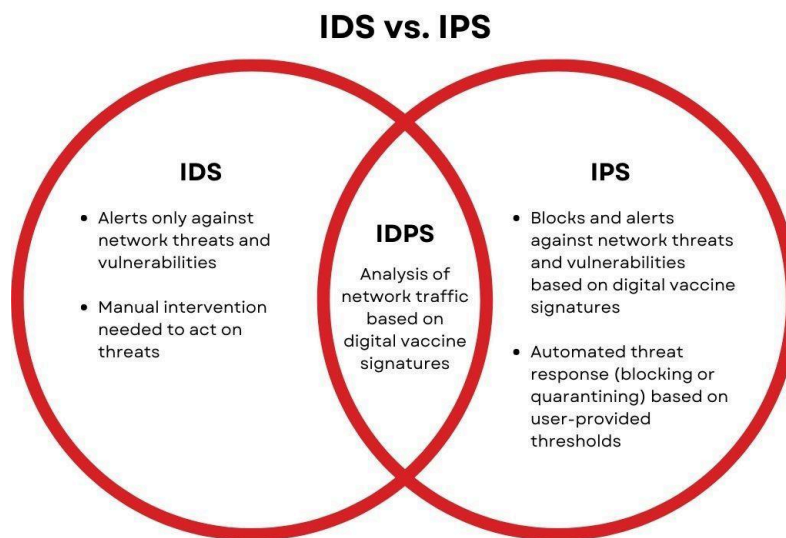 IDS vs. IPS
IDS
• Alerts only against
network threats and
vulnerabilities
• Manual intervention
needed to act on
threats
IDPS
Analysis of
network traffic
based on
digital vaccine
signatures
IPS
• Blocks and alerts
against network threats
and vulnerabilities
based on digital vaccine
signatures
• Automated threat
response (blocking or
quarantining) based on
user-provided
thresholds